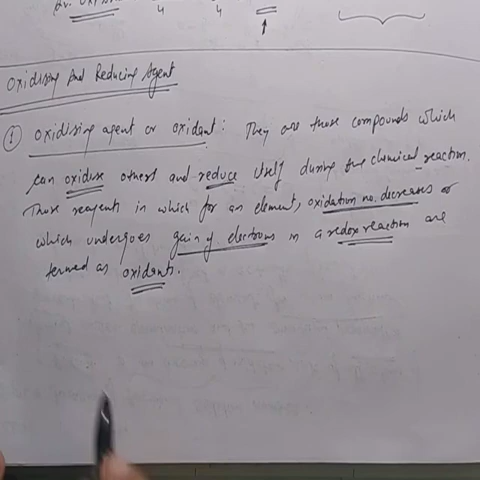 4 4
Oxidising And Reducing Agent
① Oxidising agent or oxidant : They are those compounds which
can oxidise others and reduce itself during the chemical reaction.
Those reagents in which for an element, oxidation no. decreases or
which undergoes gain of electrons in a redox reaction are
termed as oxidants.